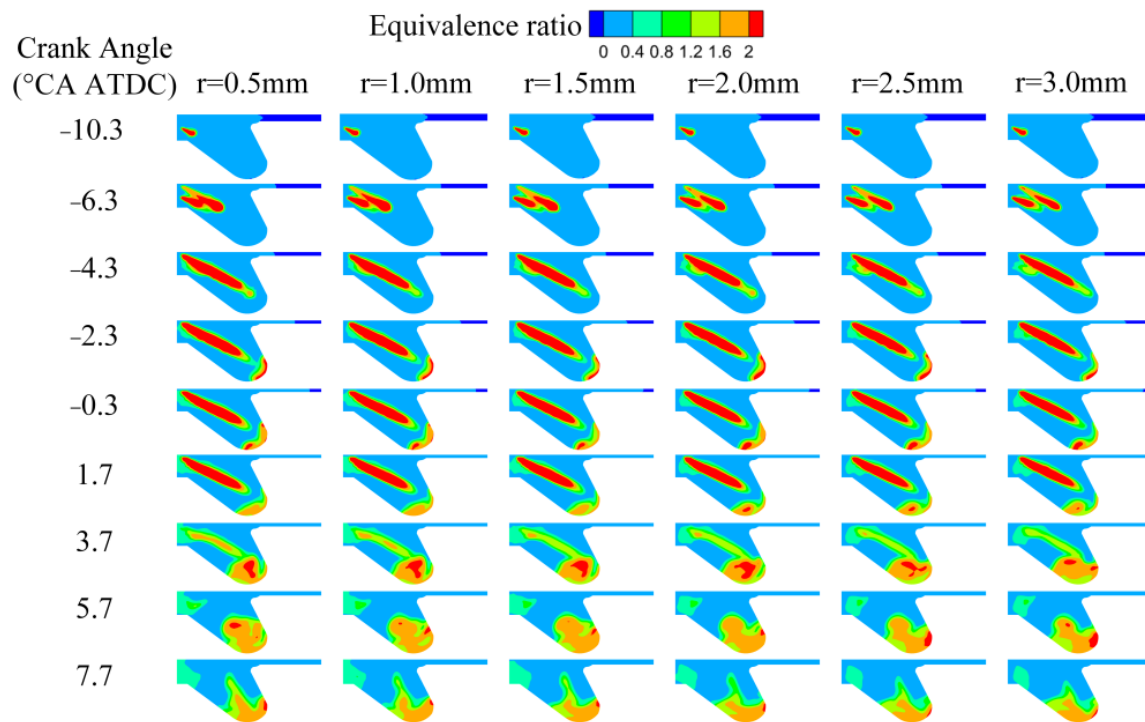 Equivalence ratio
0 0.4 0.8 1.2 1.6 2
Crank Angle
(°CA ATDC) r=0.5mm r=1.0mm r=1.5mm r=2.0mm r=2.5mm r=3.0mm
-10.3
-6.3
-4.3
-2.3
-0.3
1.7
3.7
5.7
7.7